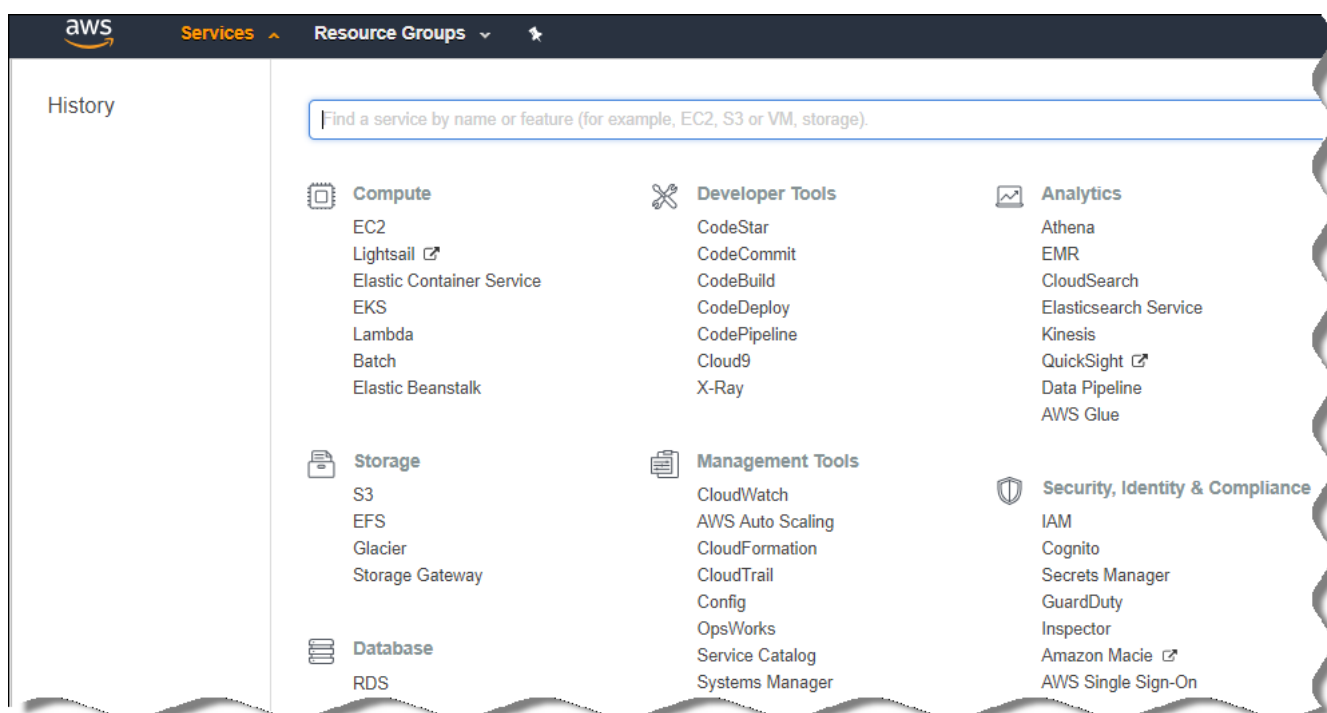 aws Services Resource Groups
History
Find a service by name or feature (for example, EC2, S3 or VM, storage).
Compute
EC2
Lightsail
Elastic Container Service
EKS
Lambda
Batch
Elastic Beanstalk
Storage
S3
EFS
Glacier
Storage Gateway
Database
RDS
Developer Tools
CodeStar
CodeCommit
CodeBuild
CodeDeploy
CodePipeline
Cloud9
X-Ray
Management Tools
CloudWatch
AWS Auto Scaling
CloudFormation
CloudTrail
Config
OpsWorks
Service Catalog
Systems Manager
Analytics
Athena
EMR
CloudSearch
Elasticsearch Service
Kinesis
QuickSight
Data Pipeline
AWS Glue
Security, Identity & Compliance
IAM
Cognito
Secrets Manager
GuardDuty
Inspector
Amazon Macie
AWS Single Sign-On